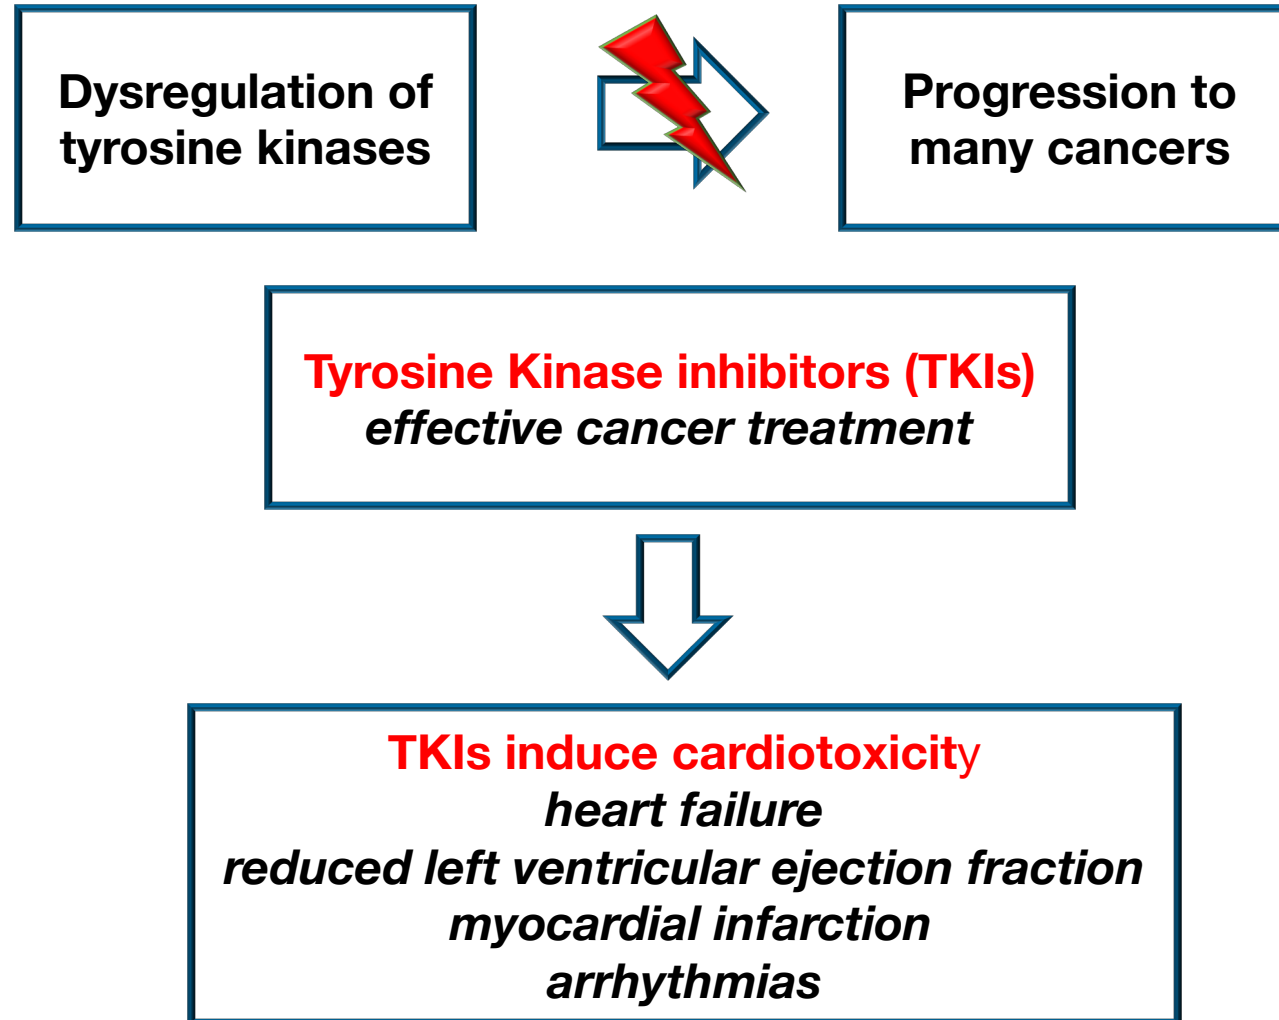 Dysregulation of
tyrosine kinases
Progression to
many cancers
Tyrosine Kinase inhibitors (TKIs)
effective cancer treatment
TKIs induce cardiotoxicity
heart failure
reduced left ventricular ejection fraction
myocardial infarction
arrhythmias